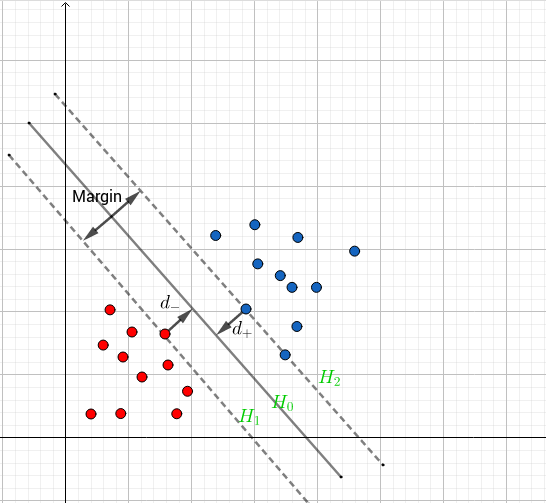 Margin
d₋
d₊
H₂
H₀
H₁